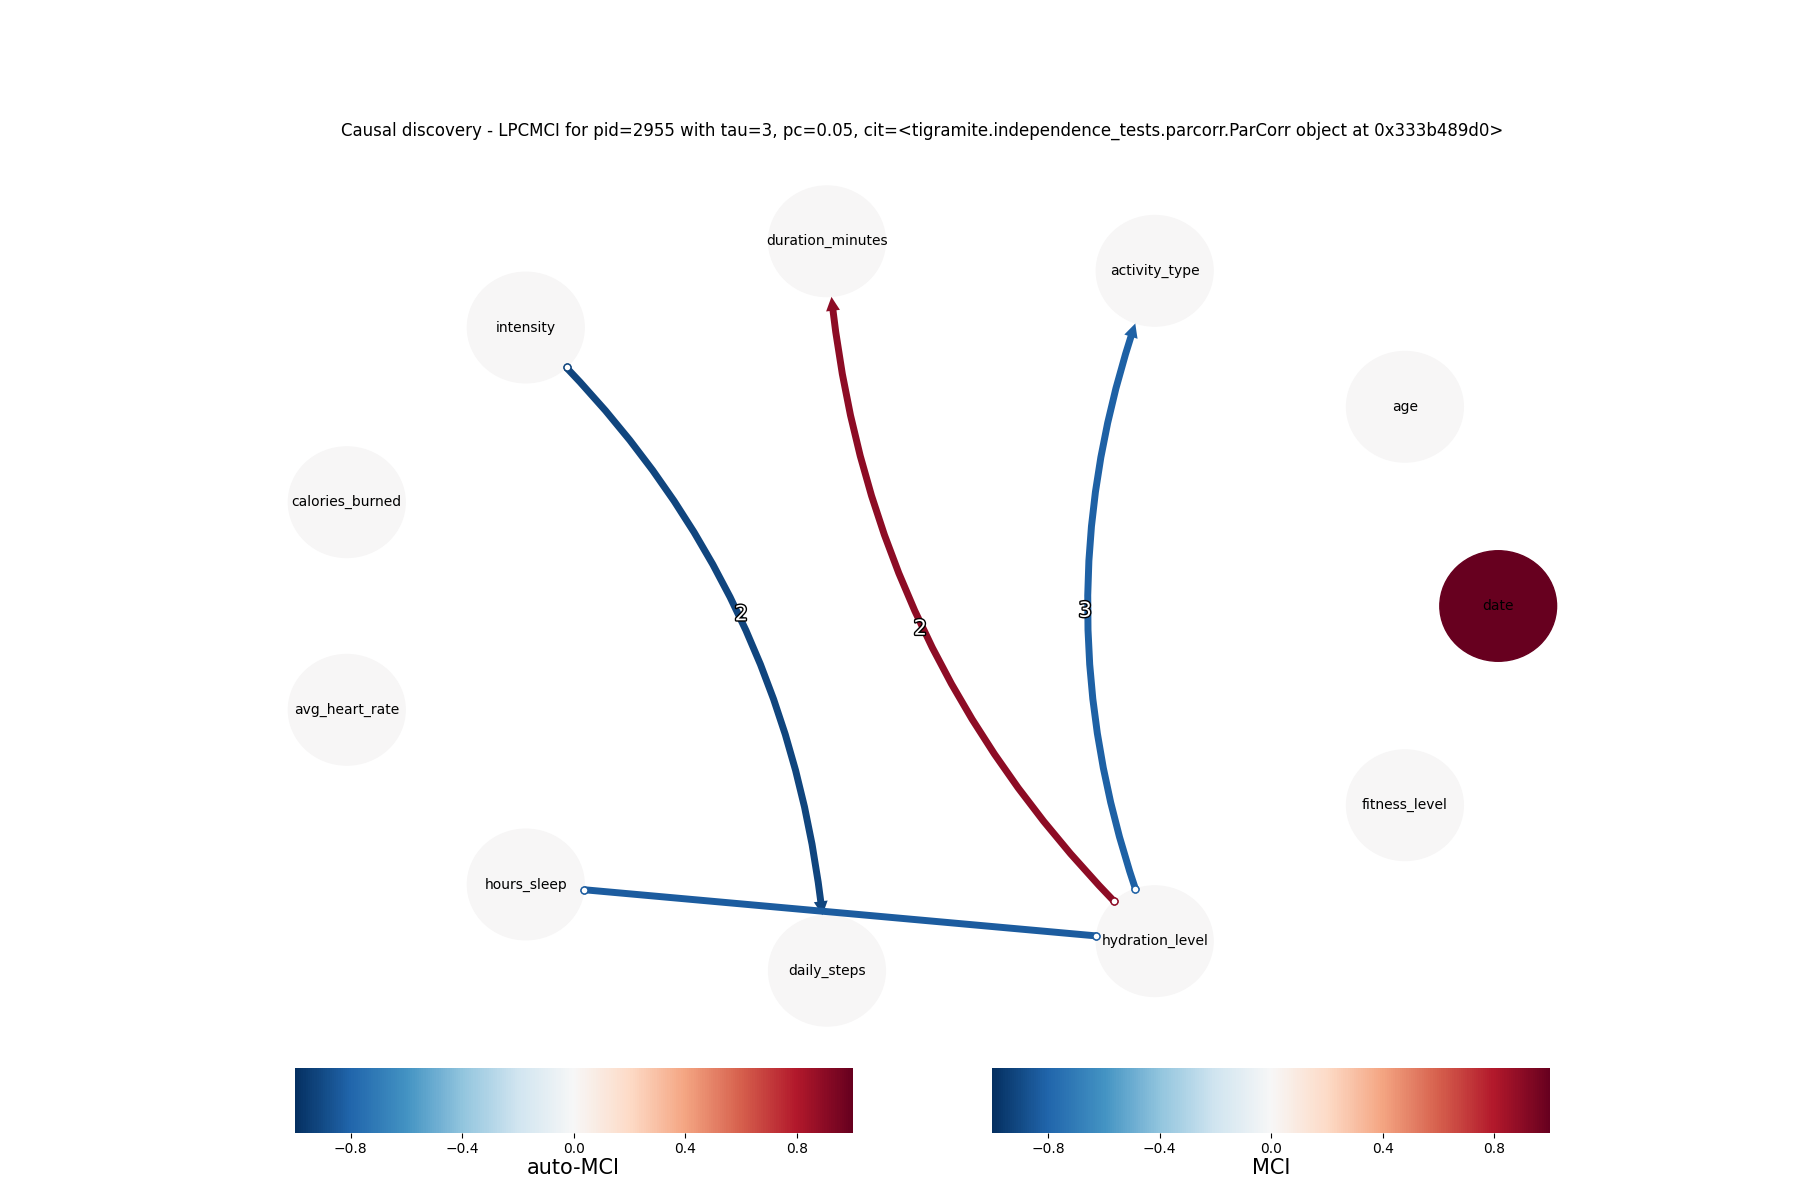 Causal discovery - LPCMCI for pid=2955 with tau=3, pc=0.05, cit=<tigramite.independence_tests.parcorr.ParCorr object at 0x333b489d0>
duration_minutes
activity_type
intensity
age
calories_burned
date
2
2
3
avg_heart_rate
fitness_level
hours_sleep
hydration_level
daily_steps
−0.8 −0.4 0.0 0.4 0.8
auto-MCI
−0.8 −0.4 0.0 0.4 0.8
MCI